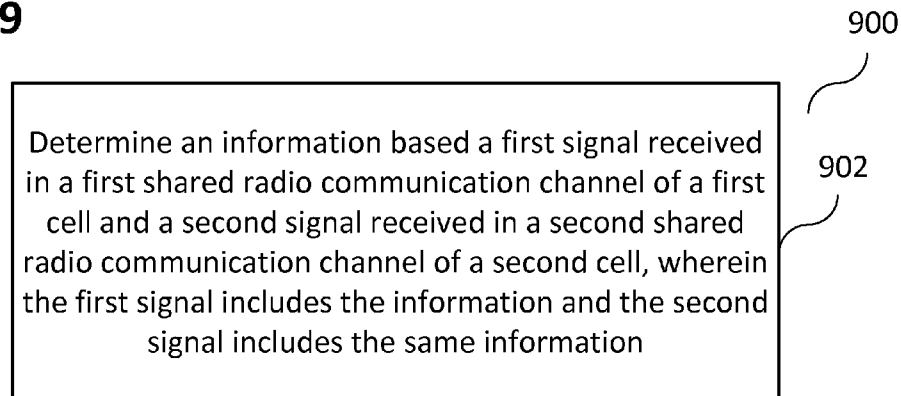 9
900
Determine an information based a first signal received
in a first shared radio communication channel of a first
cell and a second signal received in a second shared
radio communication channel of a second cell, wherein
the first signal includes the information and the second
signal includes the same information
902